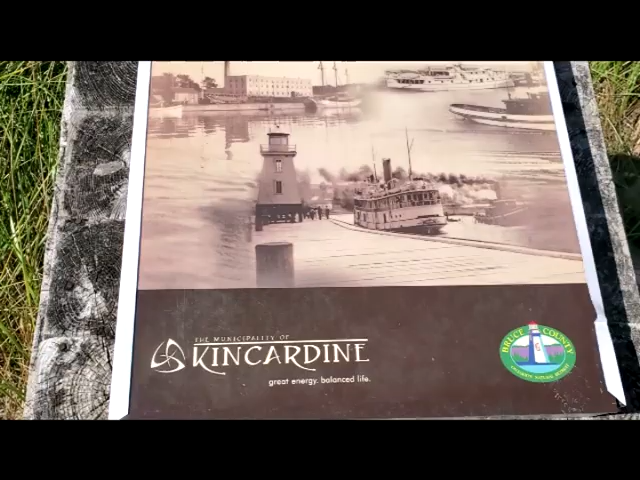 THE MUNICIPALITY OF
KINCARDINE
great energy. balanced life.
BRUCE COUNTY